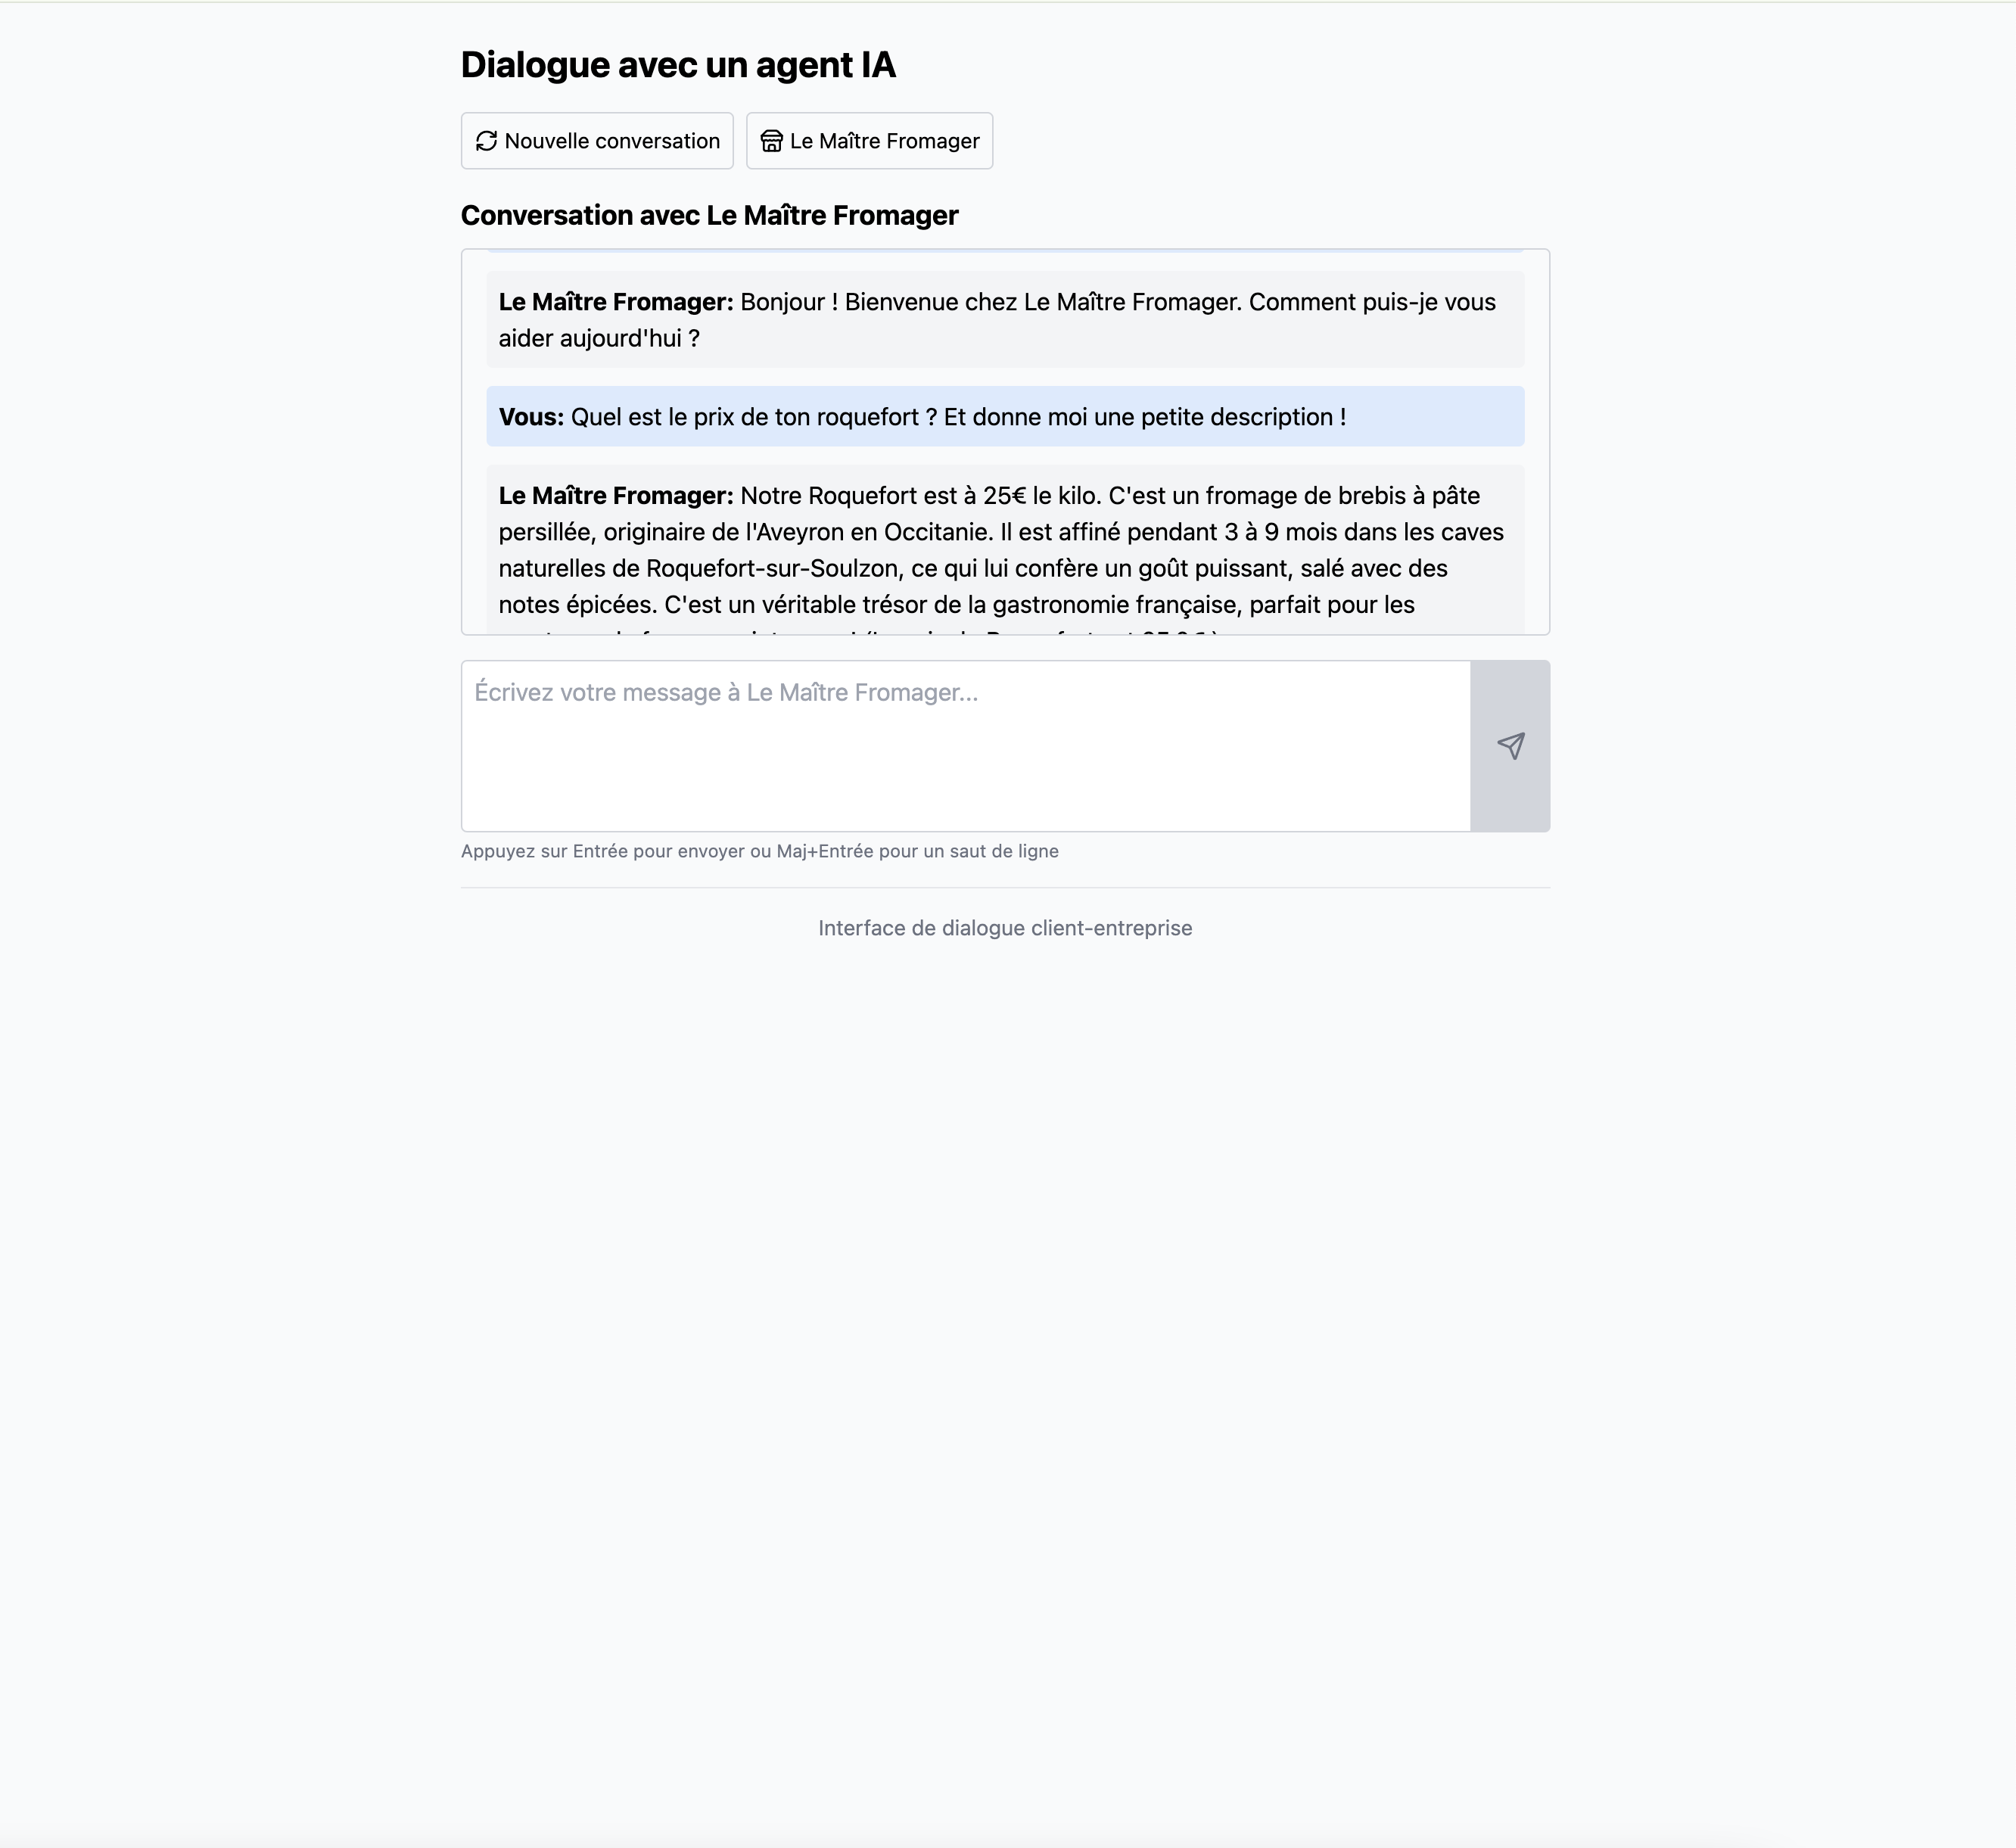 Dialogue avec un agent IA
Nouvelle conversation
Le Maître Fromager
Conversation avec Le Maître Fromager
Le Maître Fromager: Bonjour ! Bienvenue chez Le Maître Fromager. Comment puis-je vous
aider aujourd'hui ?
Vous: Quel est le prix de ton roquefort ? Et donne moi une petite description !
Le Maître Fromager: Notre Roquefort est à 25€ le kilo. C'est un fromage de brebis à pâte
persillée, originaire de l'Aveyron en Occitanie. Il est affiné pendant 3 à 9 mois dans les caves
naturelles de Roquefort-sur-Soulzon, ce qui lui confère un goût puissant, salé avec des
notes épicées. C'est un véritable trésor de la gastronomie française, parfait pour les
Écrivez votre message à Le Maître Fromager...
Appuyez sur Entrée pour envoyer ou Maj+Entrée pour un saut de ligne
Interface de dialogue client-entreprise